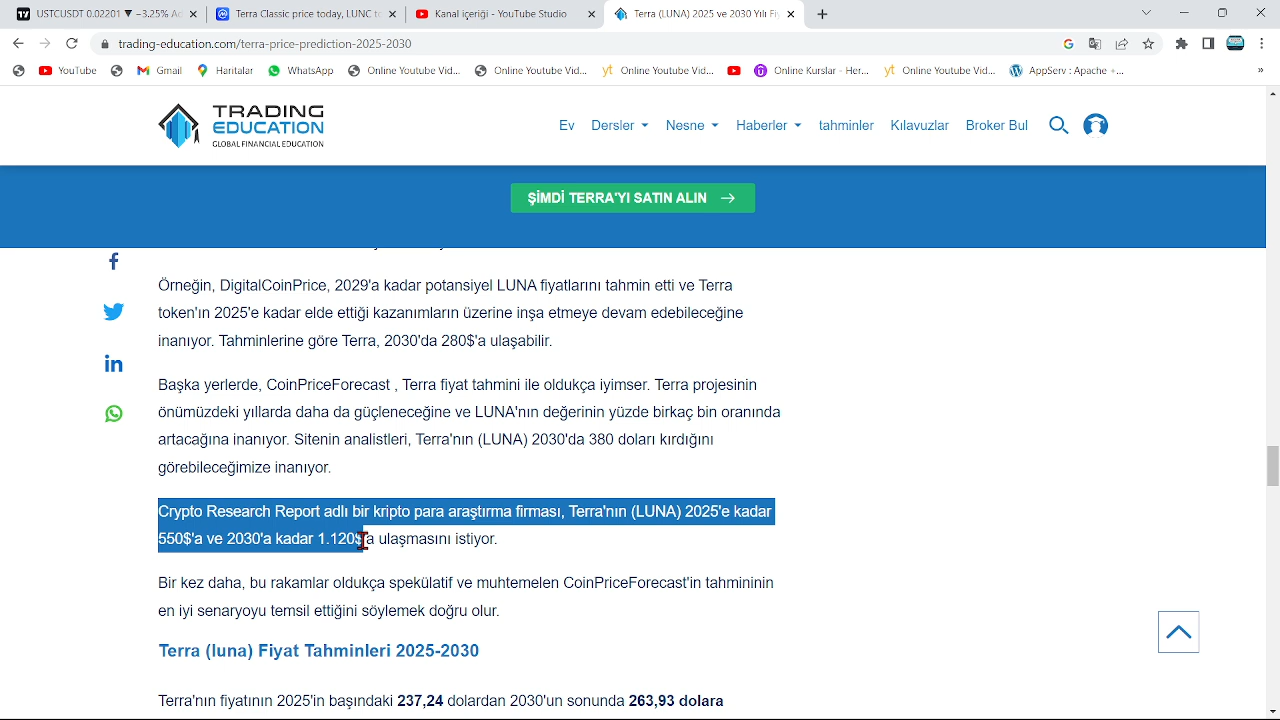 USTCUSDT 0.02201 ▼ −3.25% A
Terra Classic price today, LUNC to
Kanal içeriği - YouTube Studio
Terra (LUNA) 2025 ve 2030 Yılı Fi
trading-education.com/terra-price-prediction-2025-2030
YouTube
Gmail
Haritalar
WhatsApp
Online Youtube Vid...
Online Youtube Vid...
Online Youtube Vid...
Online Kurslar - Her...
Online Youtube Vid...
AppServ : Apache +...
»
TRADING
EDUCATION
GLOBAL FINANCIAL EDUCATION
Ev
Dersler
Nesne
Haberler
tahminler
Kılavuzlar
Broker Bul
ŞİMDİ TERRA'YI SATIN ALIN →
Örneğin, DigitalCoinPrice, 2029'a kadar potansiyel LUNA fiyatlarını tahmin etti ve Terra
token'ın 2025'e kadar elde ettiği kazanımların üzerine inşa etmeye devam edebileceğine
inanıyor. Tahminlerine göre Terra, 2030'da 280$'a ulaşabilir.
Başka yerlerde, CoinPriceForecast , Terra fiyat tahmini ile oldukça iyimser. Terra projesinin
önümüzdeki yıllarda daha da güçleneceğine ve LUNA'nın değerinin yüzde birkaç bin oranında
artacağına inanıyor. Sitenin analistleri, Terra'nın (LUNA) 2030'da 380 doları kırdığını
görebileceğimize inanıyor.
Crypto Research Report adlı bir kripto para araştırma firması, Terra'nın (LUNA) 2025'e kadar
550$'a ve 2030'a kadar 1.120$'a ulaşmasını istiyor.
Bir kez daha, bu rakamlar oldukça spekülatif ve muhtemelen CoinPriceForecast'in tahmininin
en iyi senaryoyu temsil ettiğini söylemek doğru olur.
Terra (luna) Fiyat Tahminleri 2025-2030
Terra'nın fiyatının 2025'in başındaki 237,24 dolardan 2030'un sonunda 263,93 dolara